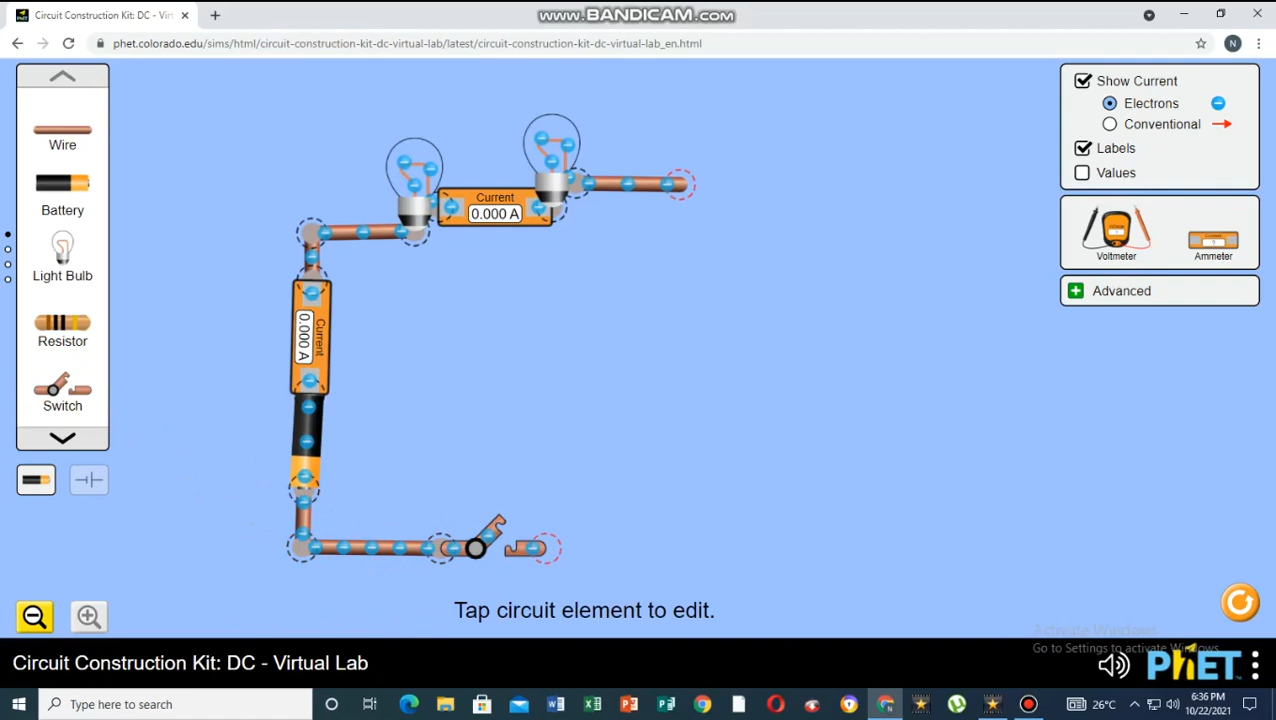 Circuit Construction Kit: DC - Virt
www.BANDICAM.com
phet.colorado.edu/sims/html/circuit-construction-kit-dc-virtual-lab/latest/circuit-construction-kit-dc-virtual-lab_en.html
N
Wire
Battery
Light Bulb
Resistor
Switch
Current
0.000 A
Current
0.000 A
Show Current
Electrons
Conventional
Labels
Values
Voltmeter
Ammeter
Advanced
Tap circuit element to edit.
Activate Windows
Go to Settings to activate Windows.
Circuit Construction Kit: DC - Virtual Lab
PhET
Type here to search
26°C
6:36 PM
10/22/2021